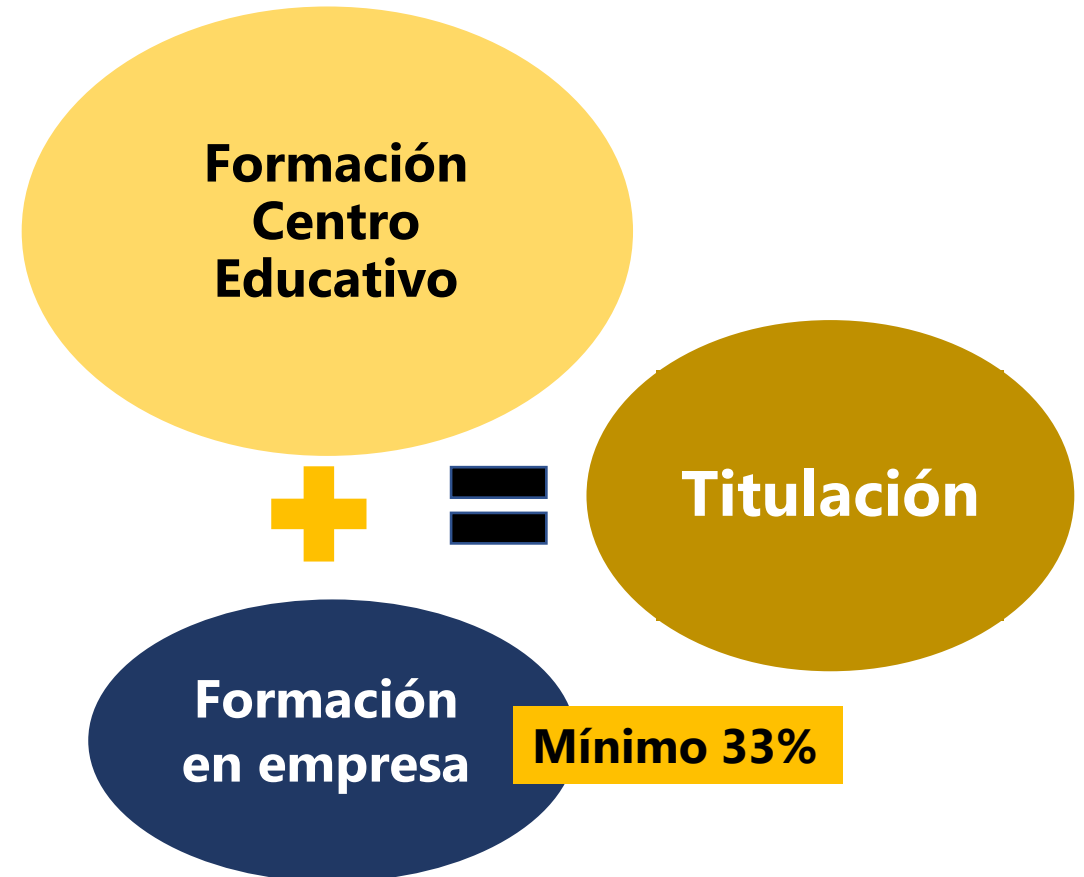 Formación
Centro
Educativo
Titulación
Formación
en empresa
Mínimo 33%